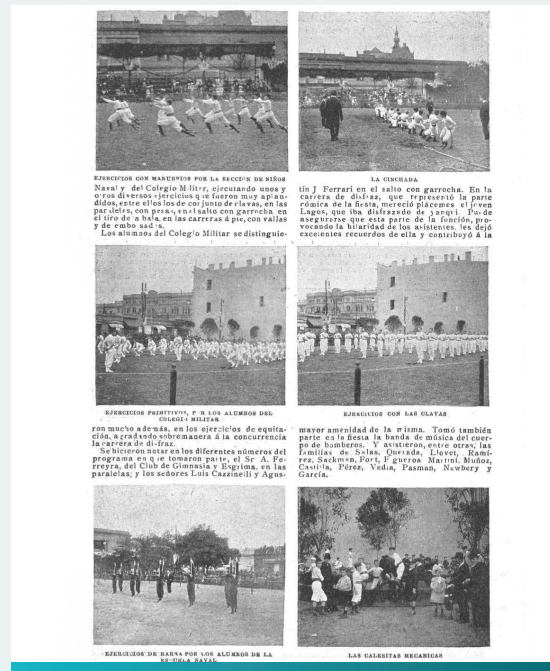 EJERCICIOS CON MANUBRIOS POR LA SECCIÓN DE NIÑOS
Naval y del Colegio Militar, ejecutando unos y
otros diversos ejercicios que fueron muy aplau-
didos, entre ellos los de conjunto de clavas, en las
paralelas, con pesas, en el salto con garrocha en
el tiro de a bala, en las carreras á pie, con vallas
y de embo sad s.
Los alumnos del Colegio Militar se distinguie-
EJERCICIOS PRIMITIVOS, POR LOS ALUMNOS DEL
COLEGIO MILITAR
ron mucho además, en los ejercicios de equita-
ción, agradando sobremanera á la concurrencia
la carrera de disfraz.
Se hicieron notar en los diferentes números del
programa en que tomaron parte, el Sr A. Fe-
rreyra, del Club de Gimnasia y Esgrima, en las
paralelas; y los señores Luis Cazzinelli y Agus-
EJERCICIOS DE BARRA POR LOS ALUMNOS DE LA
ESCUELA NAVAL
LA CINCHADA
tín J Ferrari en el salto con garrocha. En la
carrera de disfraz, que representó la parte
cómica de la fiesta, mereció plácemes el joven
Lagos, que iba disfrazado de yanqui. Puede
asegurarse que esta parte de la función, pro-
vocando la hilaridad de los asistentes, les dejó
excelentes recuerdos de ella y contribuyó á la
EJERCICIOS CON LAS CLAVAS
mayor amenidad de la misma. Tomó también
parte en la fiesta la banda de música del cuer-
po de bomberos. Y asistieron, entre otras, las
familias de Salas, Quesada, Llovet, Ramí-
rez, Sackman, Fort, Figueroa Martini, Muñoz,
Castilla, Pérez, Vedia, Pasman, Newbery y
García.
LAS CALESITAS MECANICAS